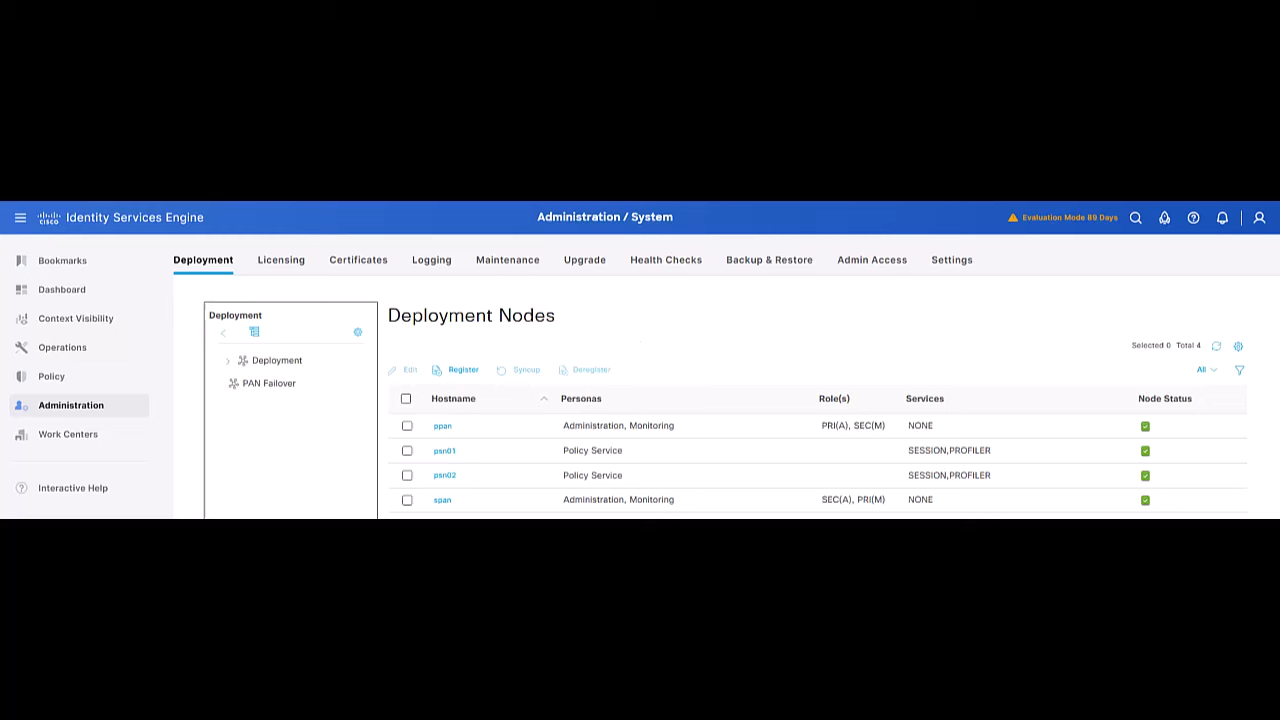 CISCO Identity Services Engine
Administration / System
Evaluation Mode 89 Days
Bookmarks
Dashboard
Context Visibility
Operations
Policy
Administration
Work Centers
Interactive Help
Deployment Licensing Certificates Logging Maintenance Upgrade Health Checks Backup & Restore Admin Access Settings
Deployment
Deployment
PAN Failover
Deployment Nodes
Selected 0 Total 4
Edit Register Syncup Deregister
All
Hostname Personas Role(s) Services Node Status
ppan Administration, Monitoring PRI(A), SEC(M) NONE
psn01 Policy Service SESSION,PROFILER
psn02 Policy Service SESSION,PROFILER
span Administration, Monitoring SEC(A), PRI(M) NONE